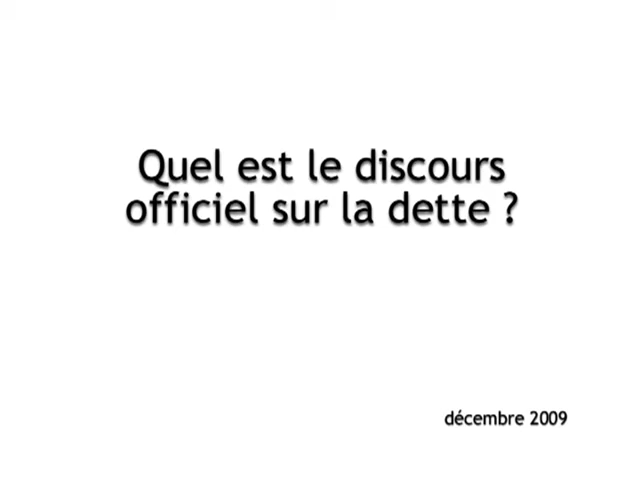 Quel est le discours
officiel sur la dette ?
décembre 2009